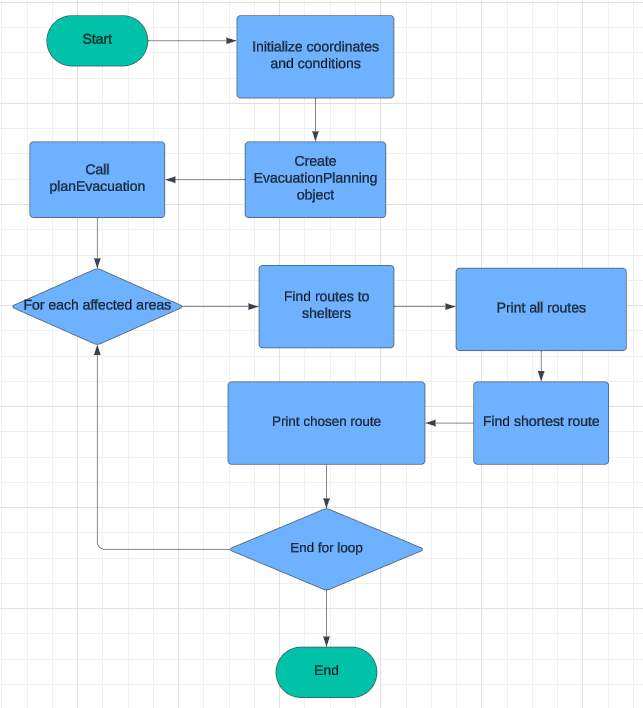 Start
Initialize coordinates
and conditions
Create
EvacuationPlanning
object
Call
planEvacuation
For each affected areas
Find routes to
shelters
Print all routes
Find shortest route
Print chosen route
End for loop
End